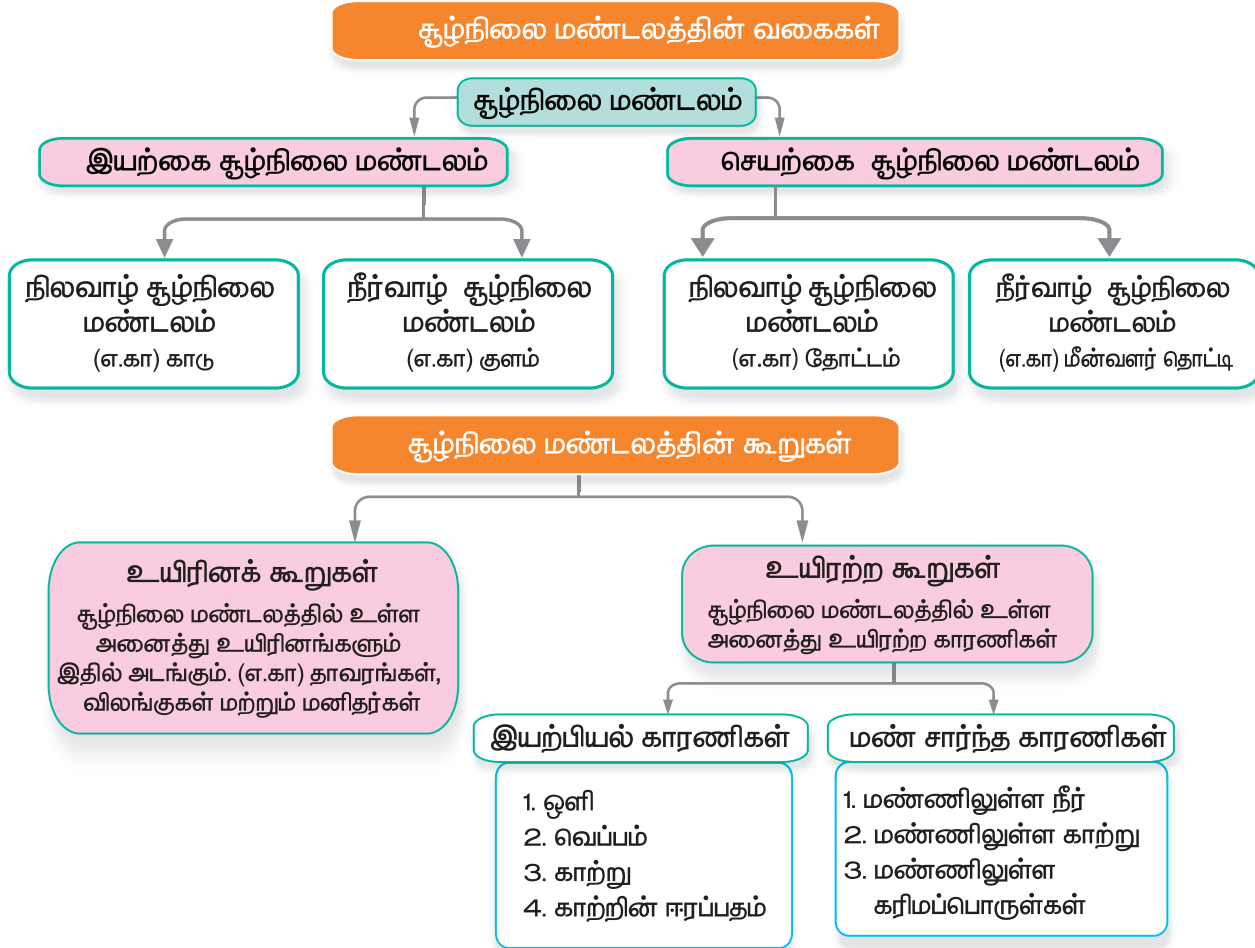 சூழ்நிலை மண்டலத்தின் வகைகள்
சூழ்நிலை மண்டலம்
இயற்கை சூழ்நிலை மண்டலம்
செயற்கை சூழ்நிலை மண்டலம்
நிலவாழ் சூழ்நிலை
மண்டலம்
(எ.கா) காடு
நீர்வாழ் சூழ்நிலை
மண்டலம்
(எ.கா) குளம்
நிலவாழ் சூழ்நிலை
மண்டலம்
(எ.கா) தோட்டம்
நீர்வாழ் சூழ்நிலை
மண்டலம்
(எ.கா) மீன்வளர் தொட்டி
சூழ்நிலை மண்டலத்தின் கூறுகள்
உயிரினக் கூறுகள்
சூழ்நிலை மண்டலத்தில் உள்ள
அனைத்து உயிரினங்களும்
இதில் அடங்கும். (எ.கா) தாவரங்கள்,
விலங்குகள் மற்றும் மனிதர்கள்
உயிரற்ற கூறுகள்
சூழ்நிலை மண்டலத்தில் உள்ள
அனைத்து உயிரற்ற காரணிகள்
இயற்பியல் காரணிகள்
1. ஒளி
2. வெப்பம்
3. காற்று
4. காற்றின் ஈரப்பதம்
மண் சார்ந்த காரணிகள்
1. மண்ணிலுள்ள நீர்
2. மண்ணிலுள்ள காற்று
3. மண்ணிலுள்ள
கரிமப்பொருள்கள்